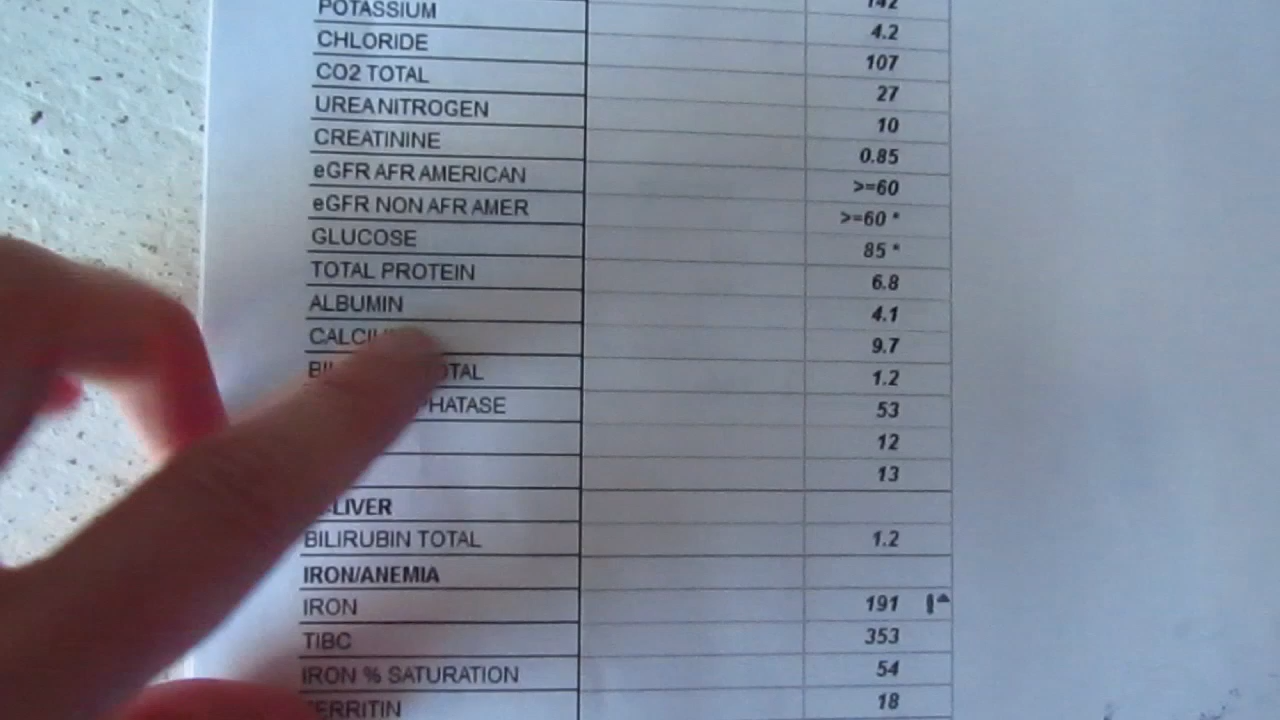 142
POTASSIUM 4.2
CHLORIDE 107
CO2 TOTAL 27
UREA NITROGEN 10
CREATININE 0.85
eGFR AFR AMERICAN >=60
eGFR NON AFR AMER >=60 *
GLUCOSE 85 *
TOTAL PROTEIN 6.8
ALBUMIN 4.1
9.7
1.2
53
12
13
LIVER
BILIRUBIN TOTAL 1.2
IRON/ANEMIA
IRON 191
TIBC 353
IRON % SATURATION 54
FERRITIN 18